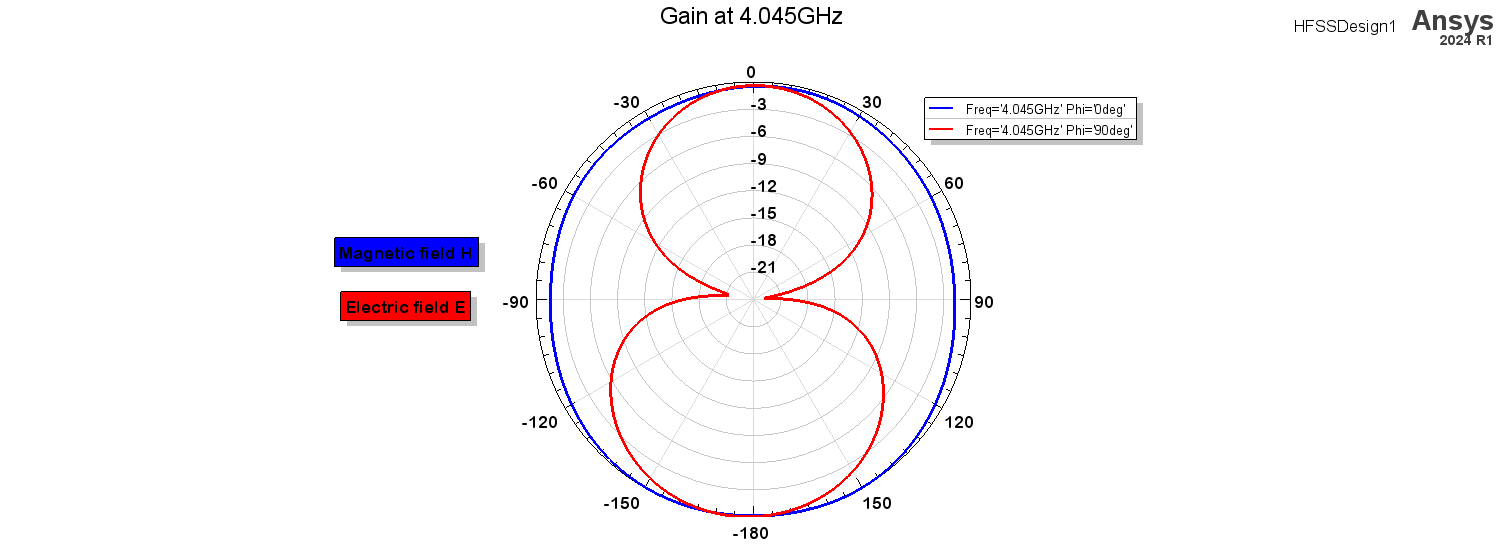 Gain at 4.045GHz
HFSSDesign1
Ansys
2024 R1
0
-30
30
-3
Freq='4.045GHz' Phi='0deg'
Freq='4.045GHz' Phi='90deg'
-6
-9
-60
60
-12
-15
-18
Magnetic field H
-21
-90
90
Electric field E
-120
120
-150
150
-180